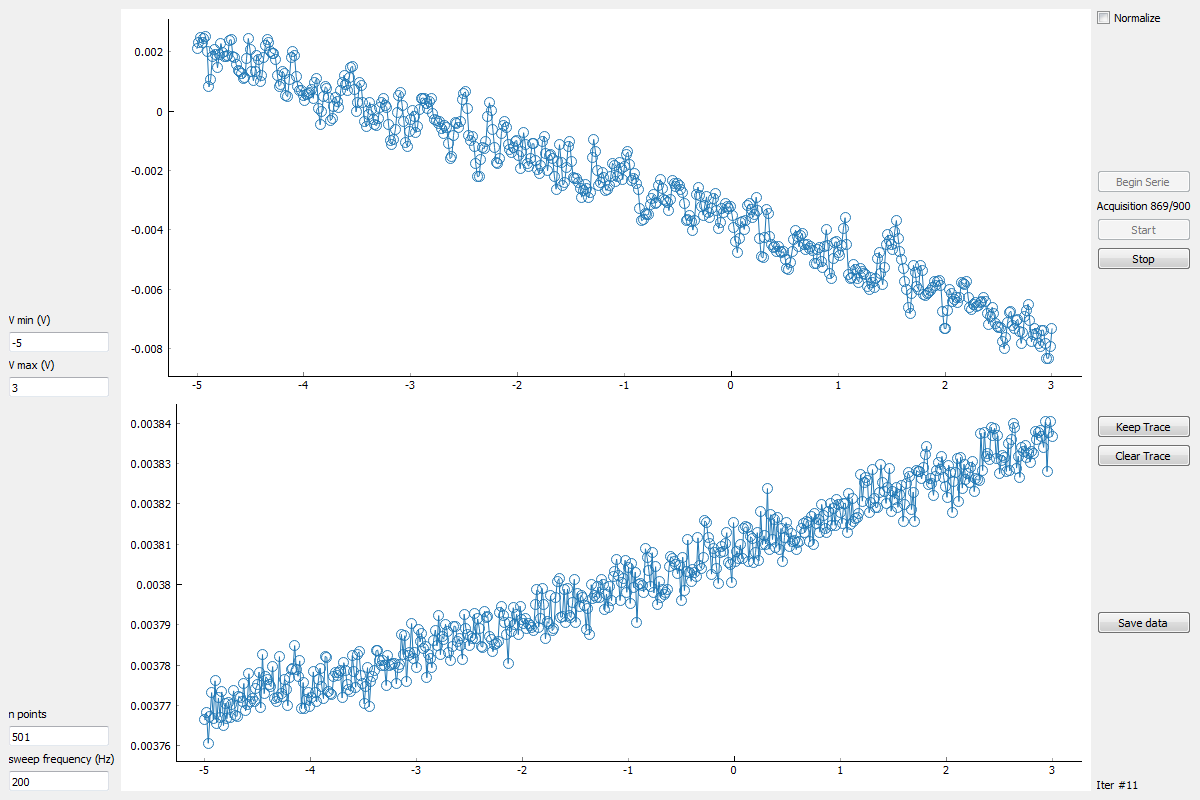 Normalize
0.002
0
-0.002
-0.004
-0.006
-0.008
-5 -4 -3 -2 -1 0 1 2 3
Begin Serie
Acquisition 869/900
Start
Stop
V min (V)
-5
V max (V)
3
0.00384
0.00383
0.00382
0.00381
0.0038
0.00379
0.00378
0.00377
0.00376
-5 -4 -3 -2 -1 0 1 2 3
Keep Trace
Clear Trace
Save data
n points
501
sweep frequency (Hz)
200
Iter #11